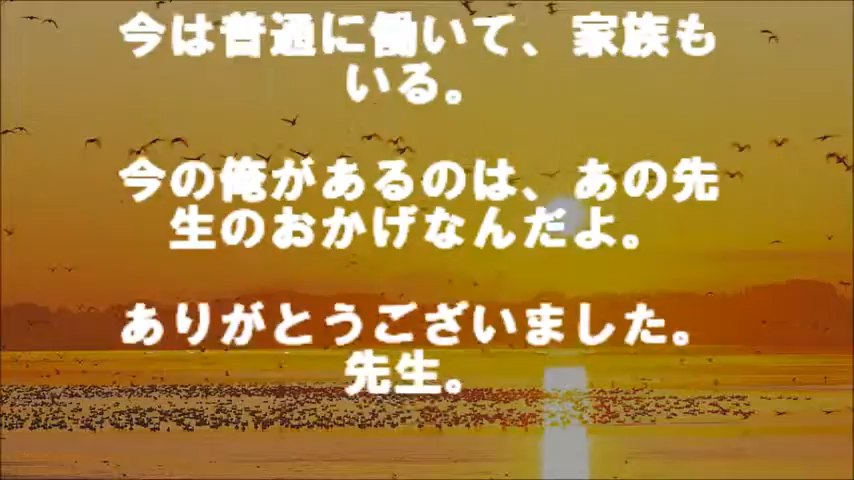 今は普通に働いて、家族も
いる。
今の俺があるのは、あの先
生のおかげなんだよ。
ありがとうございました。
先生。